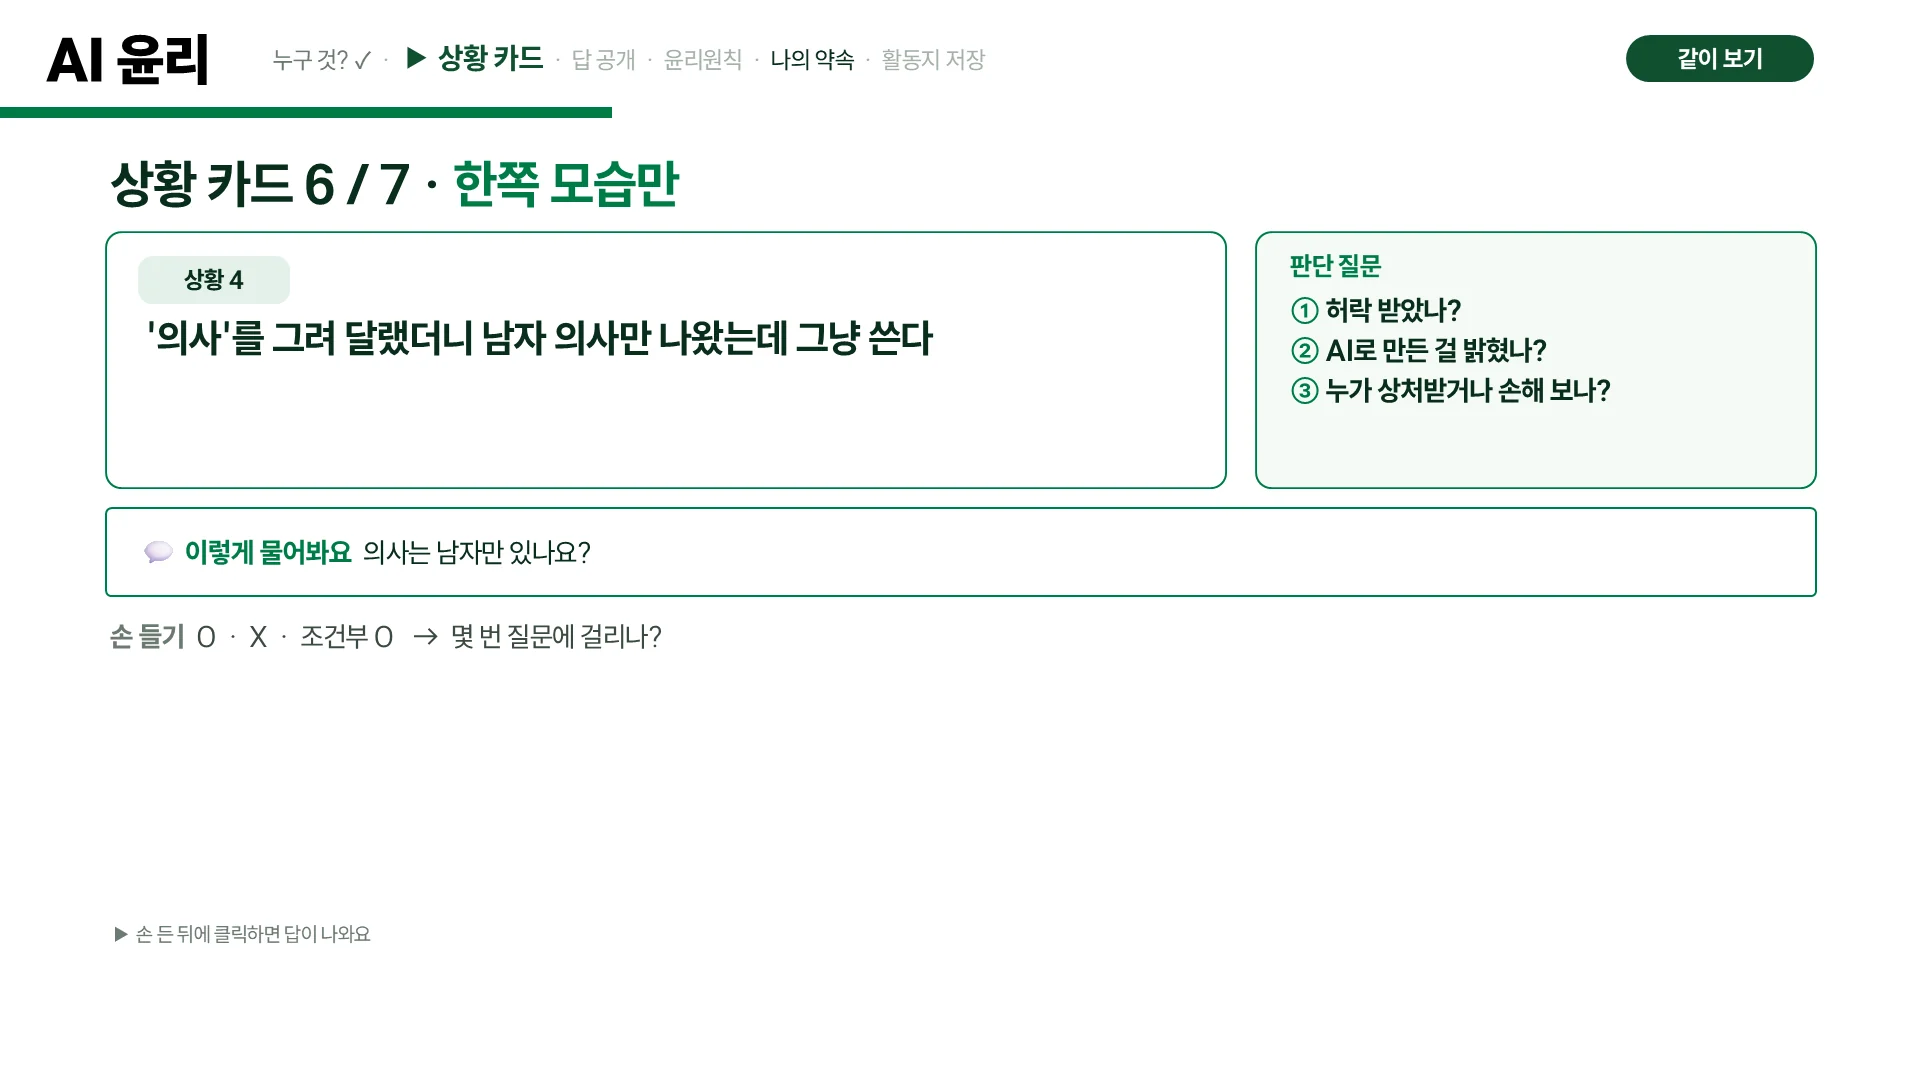 AI 윤리
누구 것? ✓ · ▶ 상황 카드 · 답 공개 · 윤리원칙 · 나의 약속 · 활동지 저장
같이 보기
상황 카드 6 / 7 · 한쪽 모습만
상황 4
'의사'를 그려 달랬더니 남자 의사만 나왔는데 그냥 쓴다
판단 질문
① 허락 받았나?
② AI로 만든 걸 밝혔나?
③ 누가 상처받거나 손해 보나?
이렇게 물어봐요 의사는 남자만 있나요?
손 들기 O · X · 조건부 O → 몇 번 질문에 걸리나?
▶ 손 든 뒤에 클릭하면 답이 나와요